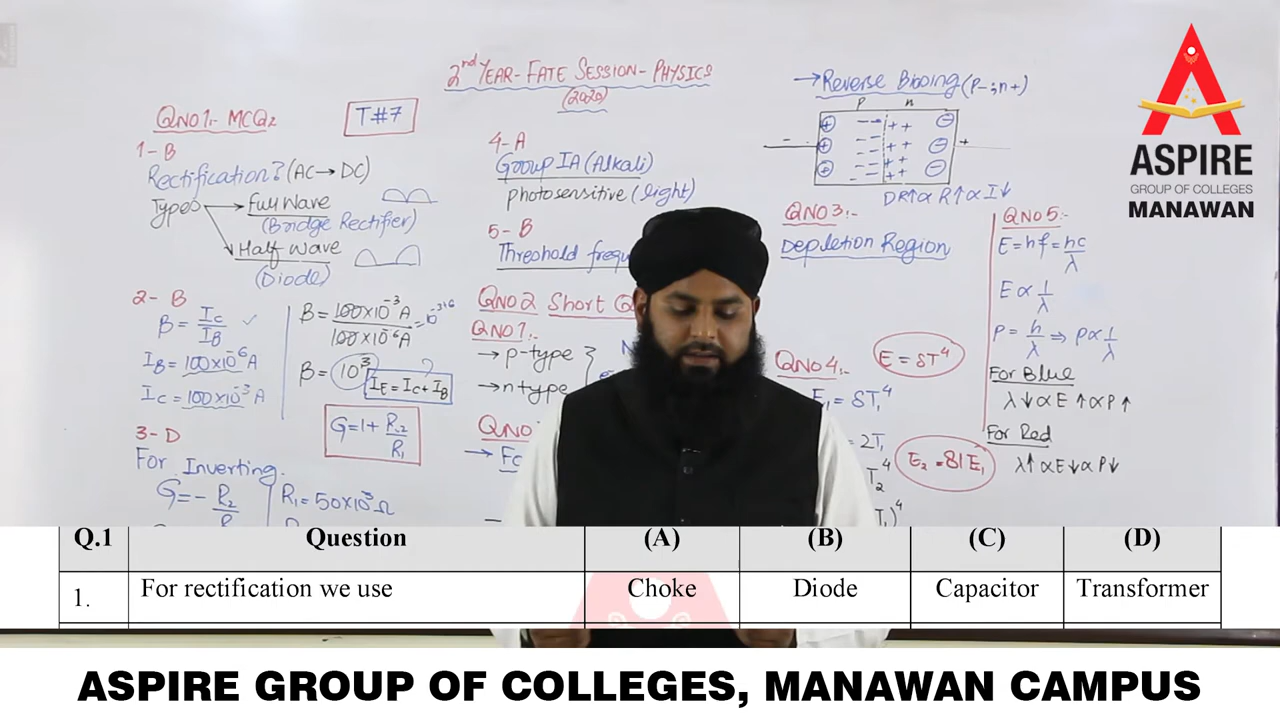 2nd YEAR-FATE SESSION-PHYSICS
(2020)
QNO1:- MCQs
T#7
1- B
Rectification? (AC→DC)
Types → Full Wave
(Bridge Rectifier)
Half Wave
(Diode)
2- B
β = IC/IB
IB = 100×10⁻⁶A
IC = 100×10⁻³A
β = 100×10⁻³A / 100×10⁻⁶A
β = 10³
IE = IC + IB
G = 1 + R2/R1
3- D
For Inverting.
G = - R2
R1 = 50×10³Ω
4- A
Group IA (Alkali)
photosensitive (light)
5- B
Threshold
QNO2 Short
QNO1:-
→ p-type
→ n-type
→ Reverse Biasing (P-;n+)
P n
- +
DR↑ α R↑ α I↓
QNO3:-
Depletion Region
QNO4:-
E = δT⁴
E1 = δT1⁴
= 2T1
T2⁴
E2 = 81E1
QNO5:-
E = hf = hc/λ
E α 1/λ
P = h/λ ⇒ P α 1/λ
For Blue
λ↓ α E↑ α P↑
For Red
λ↑ α E↓ α P↓
ASPIRE
GROUP OF COLLEGES
MANAWAN
Q.1 Question (A) (B) (C) (D)
1. For rectification we use Choke Diode Capacitor Transformer
ASPIRE GROUP OF COLLEGES, MANAWAN CAMPUS